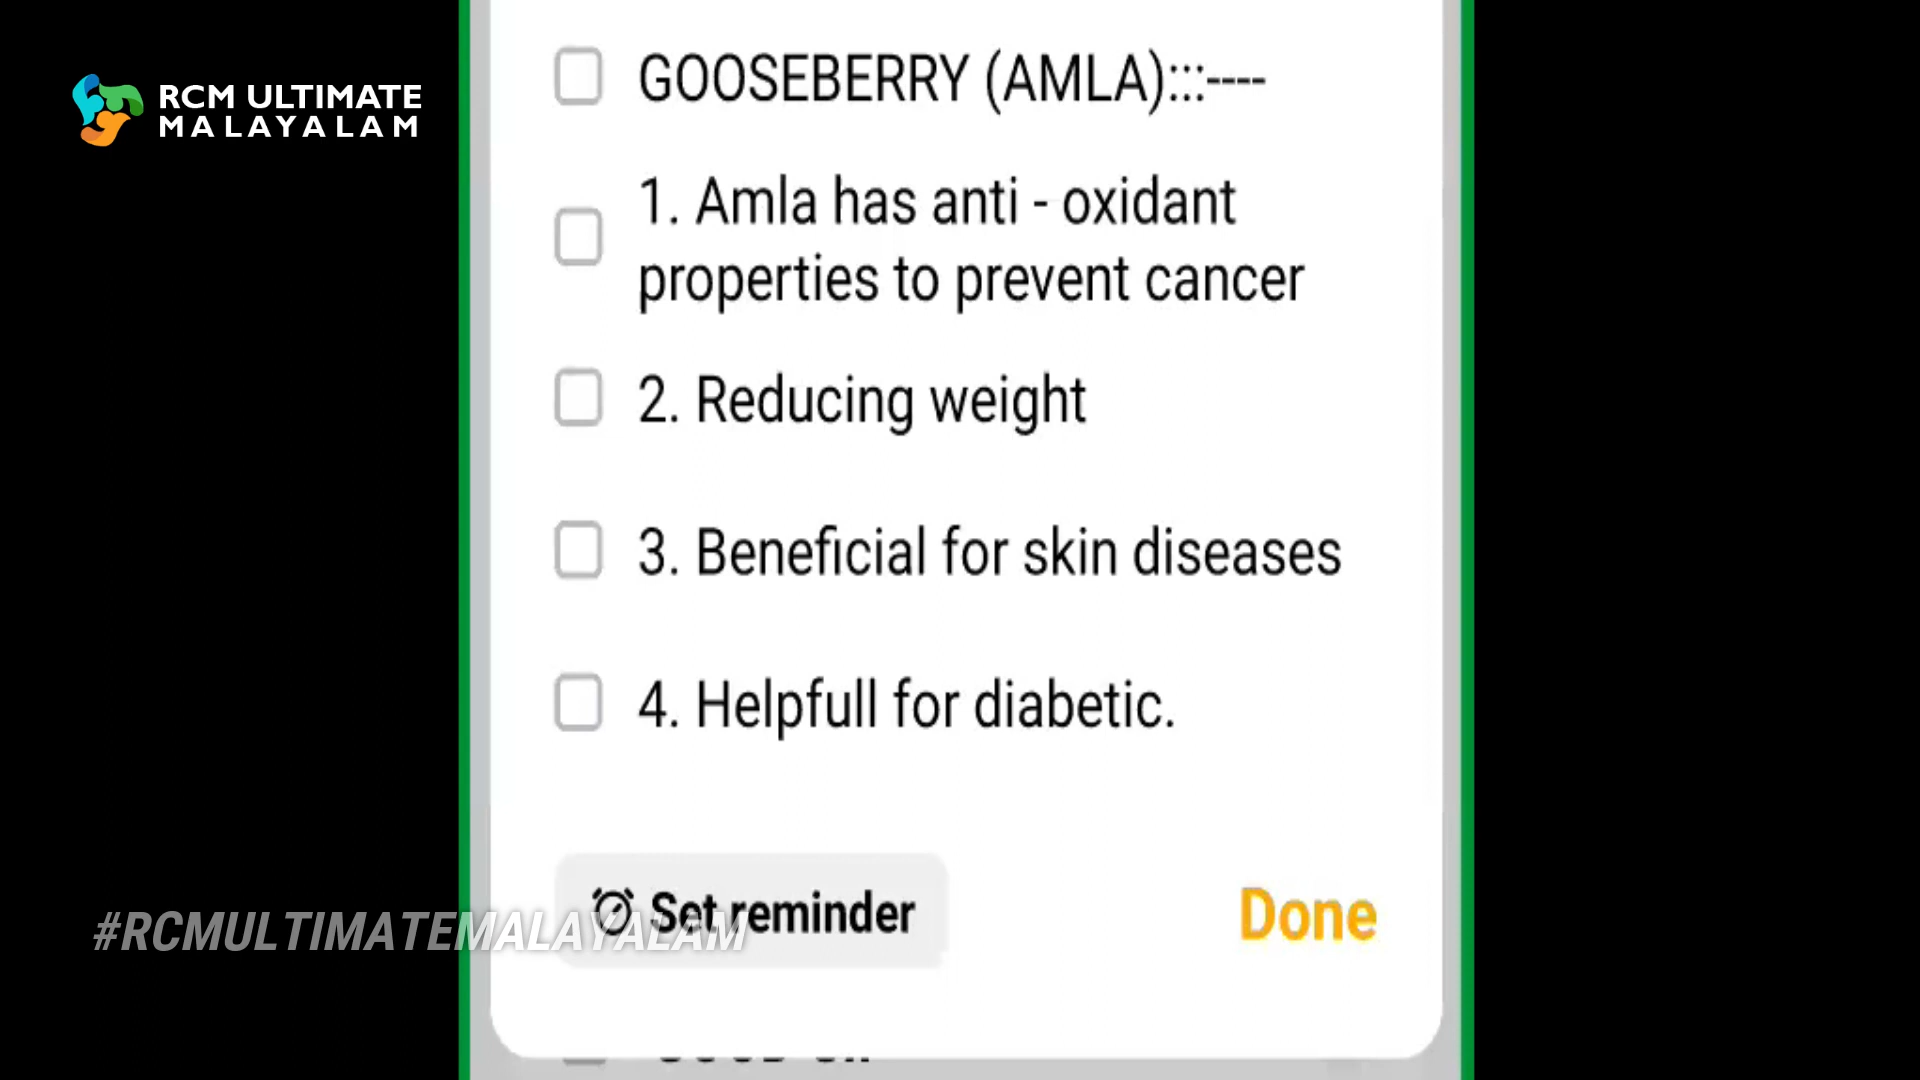 RCM ULTIMATE
MALAYALAM
GOOSEBERRY (AMLA):::----
1. Amla has anti - oxidant
properties to prevent cancer
2. Reducing weight
3. Beneficial for skin diseases
4. Helpfull for diabetic.
Set reminder
Done
#RCMULTIMATEMALAYALAM